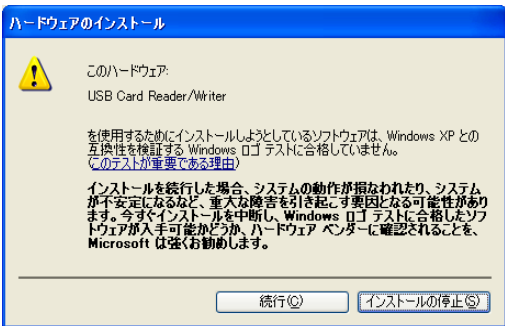 ハードウェアのインストール
このハードウェア:
USB Card Reader/Writer
を使用するためにインストールしようとしているソフトウェアは、Windows XP との
互換性を検証する Windows ロゴ テストに合格していません。
(このテストが重要である理由)
インストールを続行した場合、システムの動作が損なわれたり、システム
が不安定になるなど、重大な障害を引き起こす要因となる可能性があり
ます。今すぐインストールを中断し、Windows ロゴ テストに合格したソフ
トウェアが入手可能かどうか、ハードウェア ベンダーに確認されることを、
Microsoft は強くお勧めします。
続行(C)
インストールの停止(S)